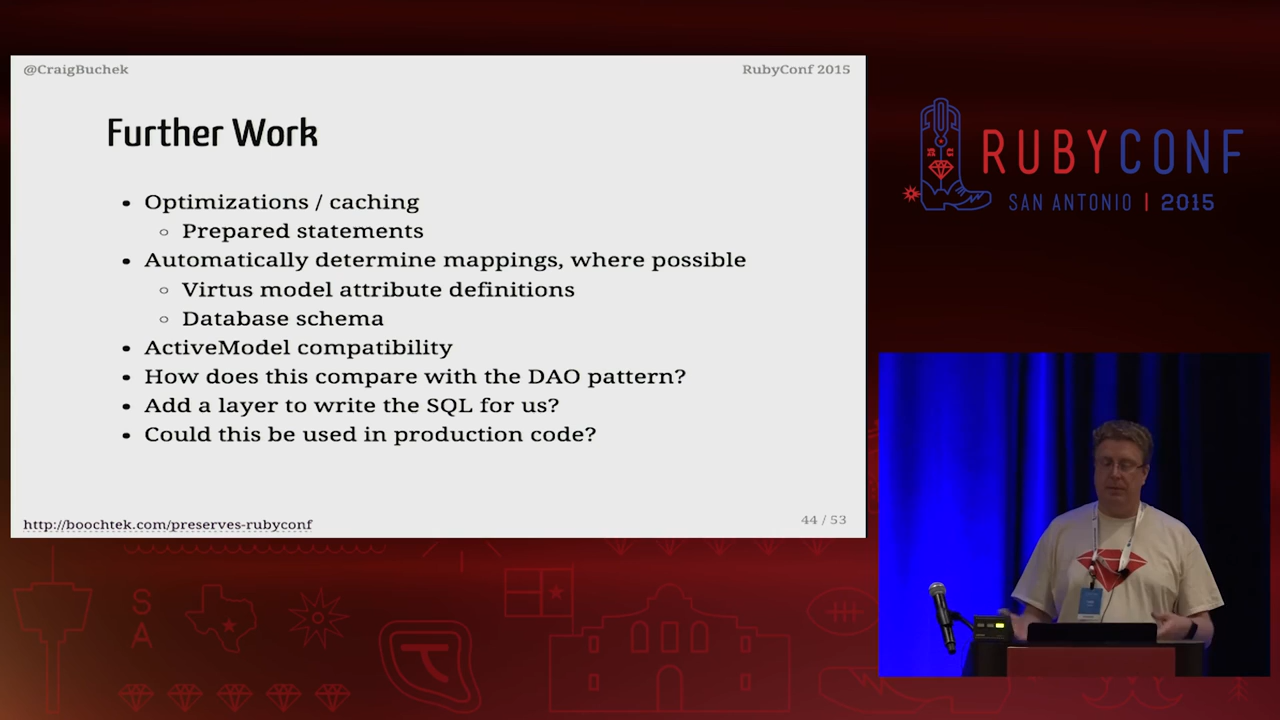 @CraigBuchek
RubyConf 2015
Further Work
• Optimizations / caching
◦ Prepared statements
• Automatically determine mappings, where possible
◦ Virtus model attribute definitions
◦ Database schema
• ActiveModel compatibility
• How does this compare with the DAO pattern?
• Add a layer to write the SQL for us?
• Could this be used in production code?
http://boochtek.com/preserves-rubyconf
44 / 53
RUBYCONF
SAN ANTONIO | 2015
S
A